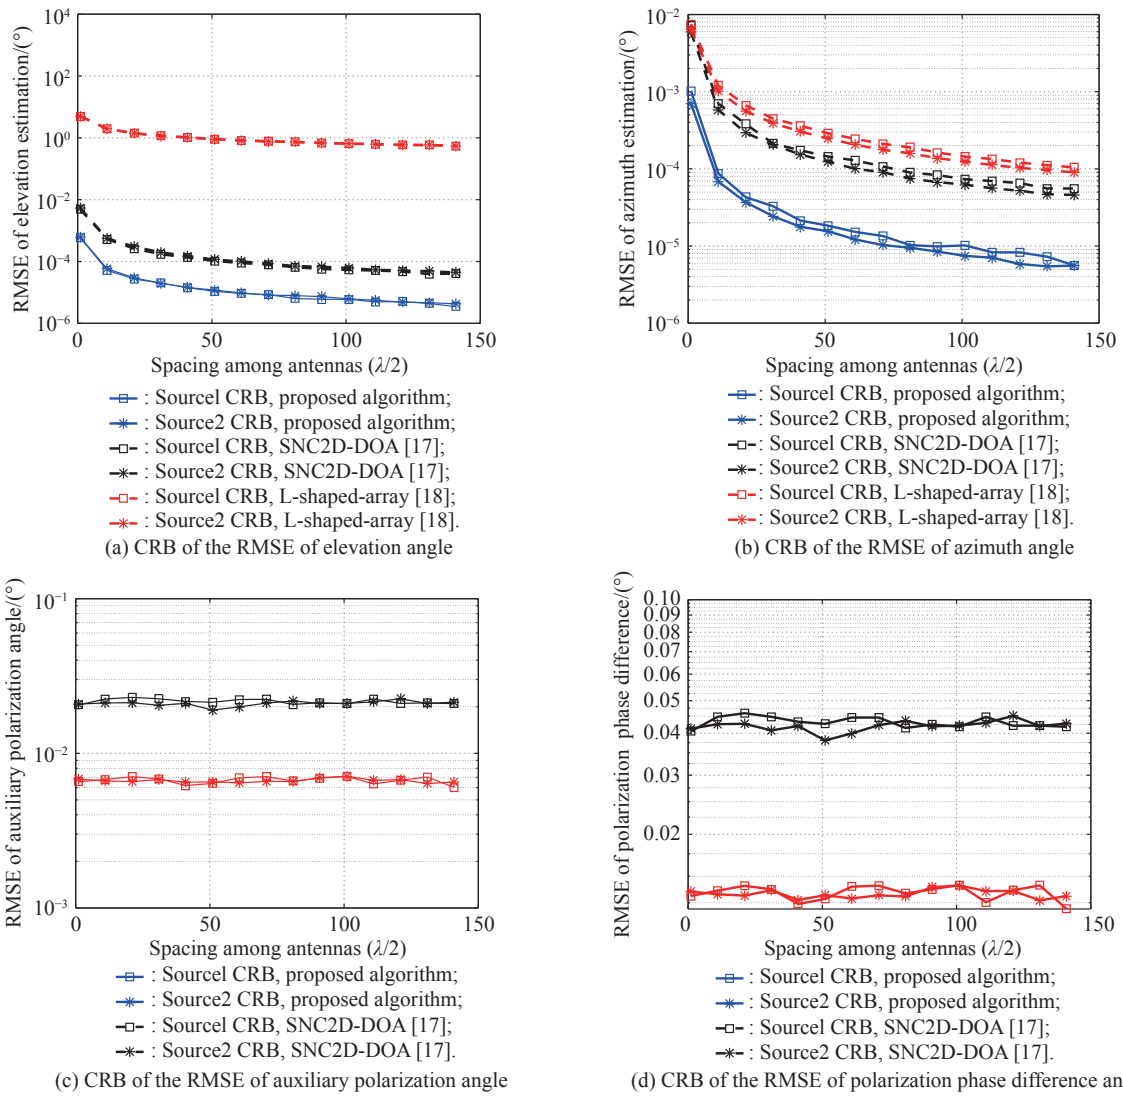 10⁴
10²
10⁰
10⁻²
10⁻⁴
10⁻⁶
0 50 100 150
RMSE of elevation estimation/(°)
Spacing among antennas (λ/2)
: Sourcel CRB, proposed algorithm;
: Source2 CRB, proposed algorithm;
: Sourcel CRB, SNC2D-DOA [17];
: Source2 CRB, SNC2D-DOA [17];
: Sourcel CRB, L-shaped-array [18];
: Source2 CRB, L-shaped-array [18].
(a) CRB of the RMSE of elevation angle
10⁻²
10⁻³
10⁻⁴
10⁻⁵
10⁻⁶
0 50 100 150
RMSE of azimuth estimation/(°)
Spacing among antennas (λ/2)
: Sourcel CRB, proposed algorithm;
: Source2 CRB, proposed algorithm;
: Sourcel CRB, SNC2D-DOA [17];
: Source2 CRB, SNC2D-DOA [17];
: Sourcel CRB, L-shaped-array [18];
: Source2 CRB, L-shaped-array [18].
(b) CRB of the RMSE of azimuth angle
10⁻¹
10⁻²
10⁻³
0 50 100 150
RMSE of auxiliary polarization angle/(°)
Spacing among antennas (λ/2)
: Sourcel CRB, proposed algorithm;
: Source2 CRB, proposed algorithm;
: Sourcel CRB, SNC2D-DOA [17];
: Source2 CRB, SNC2D-DOA [17].
(c) CRB of the RMSE of auxiliary polarization angle
0.10
0.09
0.08
0.07
0.06
0.05
0.04
0.03
0.02
0 50 100 150
RMSE of polarization phase difference/(°)
Spacing among antennas (λ/2)
: Sourcel CRB, proposed algorithm;
: Source2 CRB, proposed algorithm;
: Sourcel CRB, SNC2D-DOA [17];
: Source2 CRB, SNC2D-DOA [17].
(d) CRB of the RMSE of polarization phase difference an